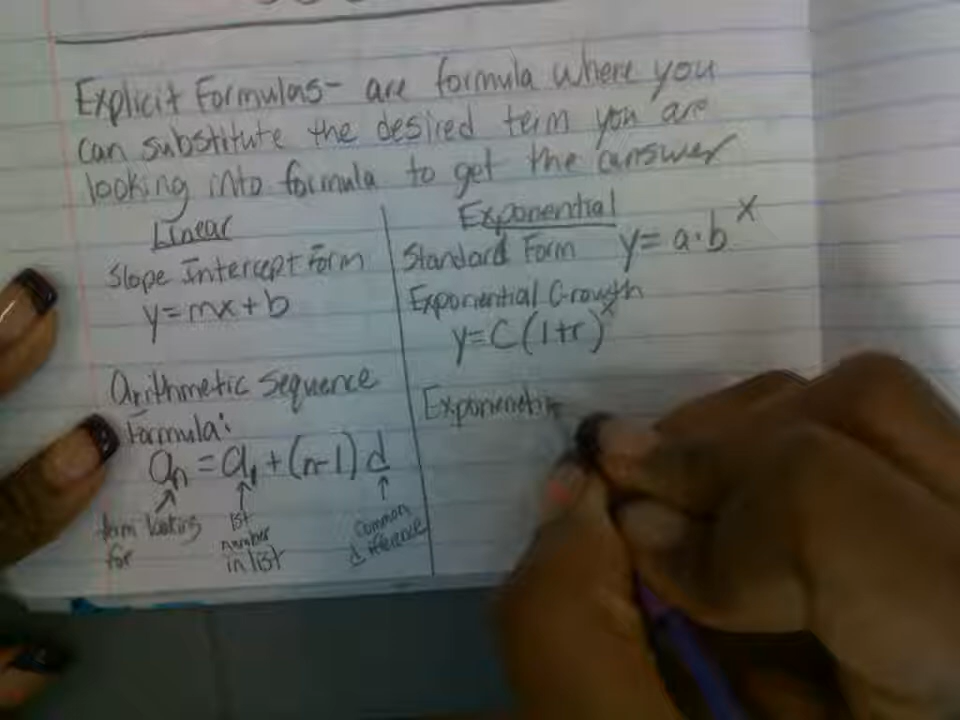 Explicit Formulas- are formula where you
can substitute the desired term you are
looking into formula to get the answer
Linear
Slope Intercept Form
y=mx+b
Arithmetic Sequence
Formula:
aₙ = a₁ + (n-1) d
term looking
for
1st
number
in list
common
difference
Exponential
Standard Form y= a·bˣ
Exponential Growth
y=C(1+r)ˣ